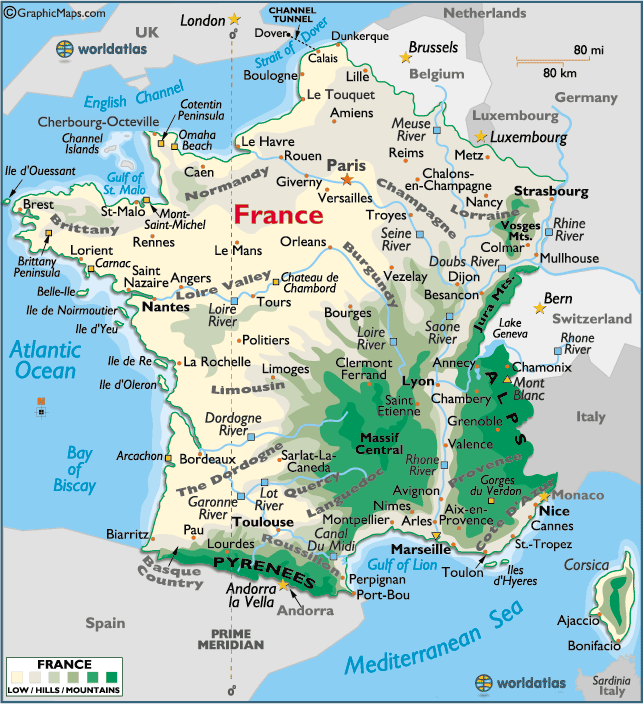 ©GraphicMaps.com
London
CHANNEL
TUNNEL
Netherlands
UK
worldatlas
0°
Dover
Strait of Dover
Dunkerque
Calais
Brussels
80 mi
80 km
Boulogne
Lille
Belgium
Germany
English Channel
Le Touquet
Cotentin
Peninsula
Cherbourg-Octeville
Omaha
Beach
Channel
Islands
Amiens
Meuse
River
Luxembourg
Luxembourg
Le Havre
Rouen
Reims
Metz
Ile d'Ouessant
Gulf of
St. Malo
Caen
Normandy
Giverny
Paris
Versailles
Chalons-
en-Champagne
Champagne
Nancy
Lorraine
Strasbourg
Brest
St-Malo
Mont-
Saint-Michel
France
Troyes
Vosges
Mts.
Rhine
River
Brittany
Rennes
Le Mans
Orleans
Seine
River
Colmar
Brittany
Peninsula
Lorient
Carnac
Burgundy
Doubs River
Mullhouse
Saint
Nazaire
Angers
Loire Valley
Chateau de
Chambord
Vezelay
Dijon
Belle-Ile
Nantes
Loire
River
Tours
Besancon
Jura Mts.
Bern
Ile de Noirmoutier
Ile d'Yeu
Bourges
Loire
River
Saone
River
Switzerland
Lake
Geneva
Rhone
River
Atlantic
Ocean
Politiers
Ile de Re
La Rochelle
Limoges
Clermont
Ferrand
Annecy
Chamonix
Ile d'Oleron
Limousin
Lyon
ALPS
Mont
Blanc
Saint
Etienne
Chambery
Italy
Dordogne
River
Grenoble
Massif
Central
Valence
Bay
of
Biscay
Arcachon
Bordeaux
The Dordogne
Sarlat-La-
Caneda
Rhone
River
Provence
Garonne
River
Lot
River
Quercy
Languedoc
Gorges
du Verdon
Avignon
Monaco
Nimes
Aix-en-
Provence
Cote D'Azur
Nice
Toulouse
Montpellier
Arles
Cannes
Biarritz
Pau
Lourdes
Roussillon
Canal
Du Midi
Marseille
St.-Tropez
Basque
Country
PYRENEES
Gulf of Lion
Toulon
Iles
d'Hyeres
Corsica
Perpignan
Andorra
la Vella
Port-Bou
Andorra
Spain
PRIME
MERIDIAN
Mediterranean Sea
Ajaccio
Bonifacio
FRANCE
LOW / HILLS / MOUNTAINS
0°
worldatlas
Sardinia
Italy